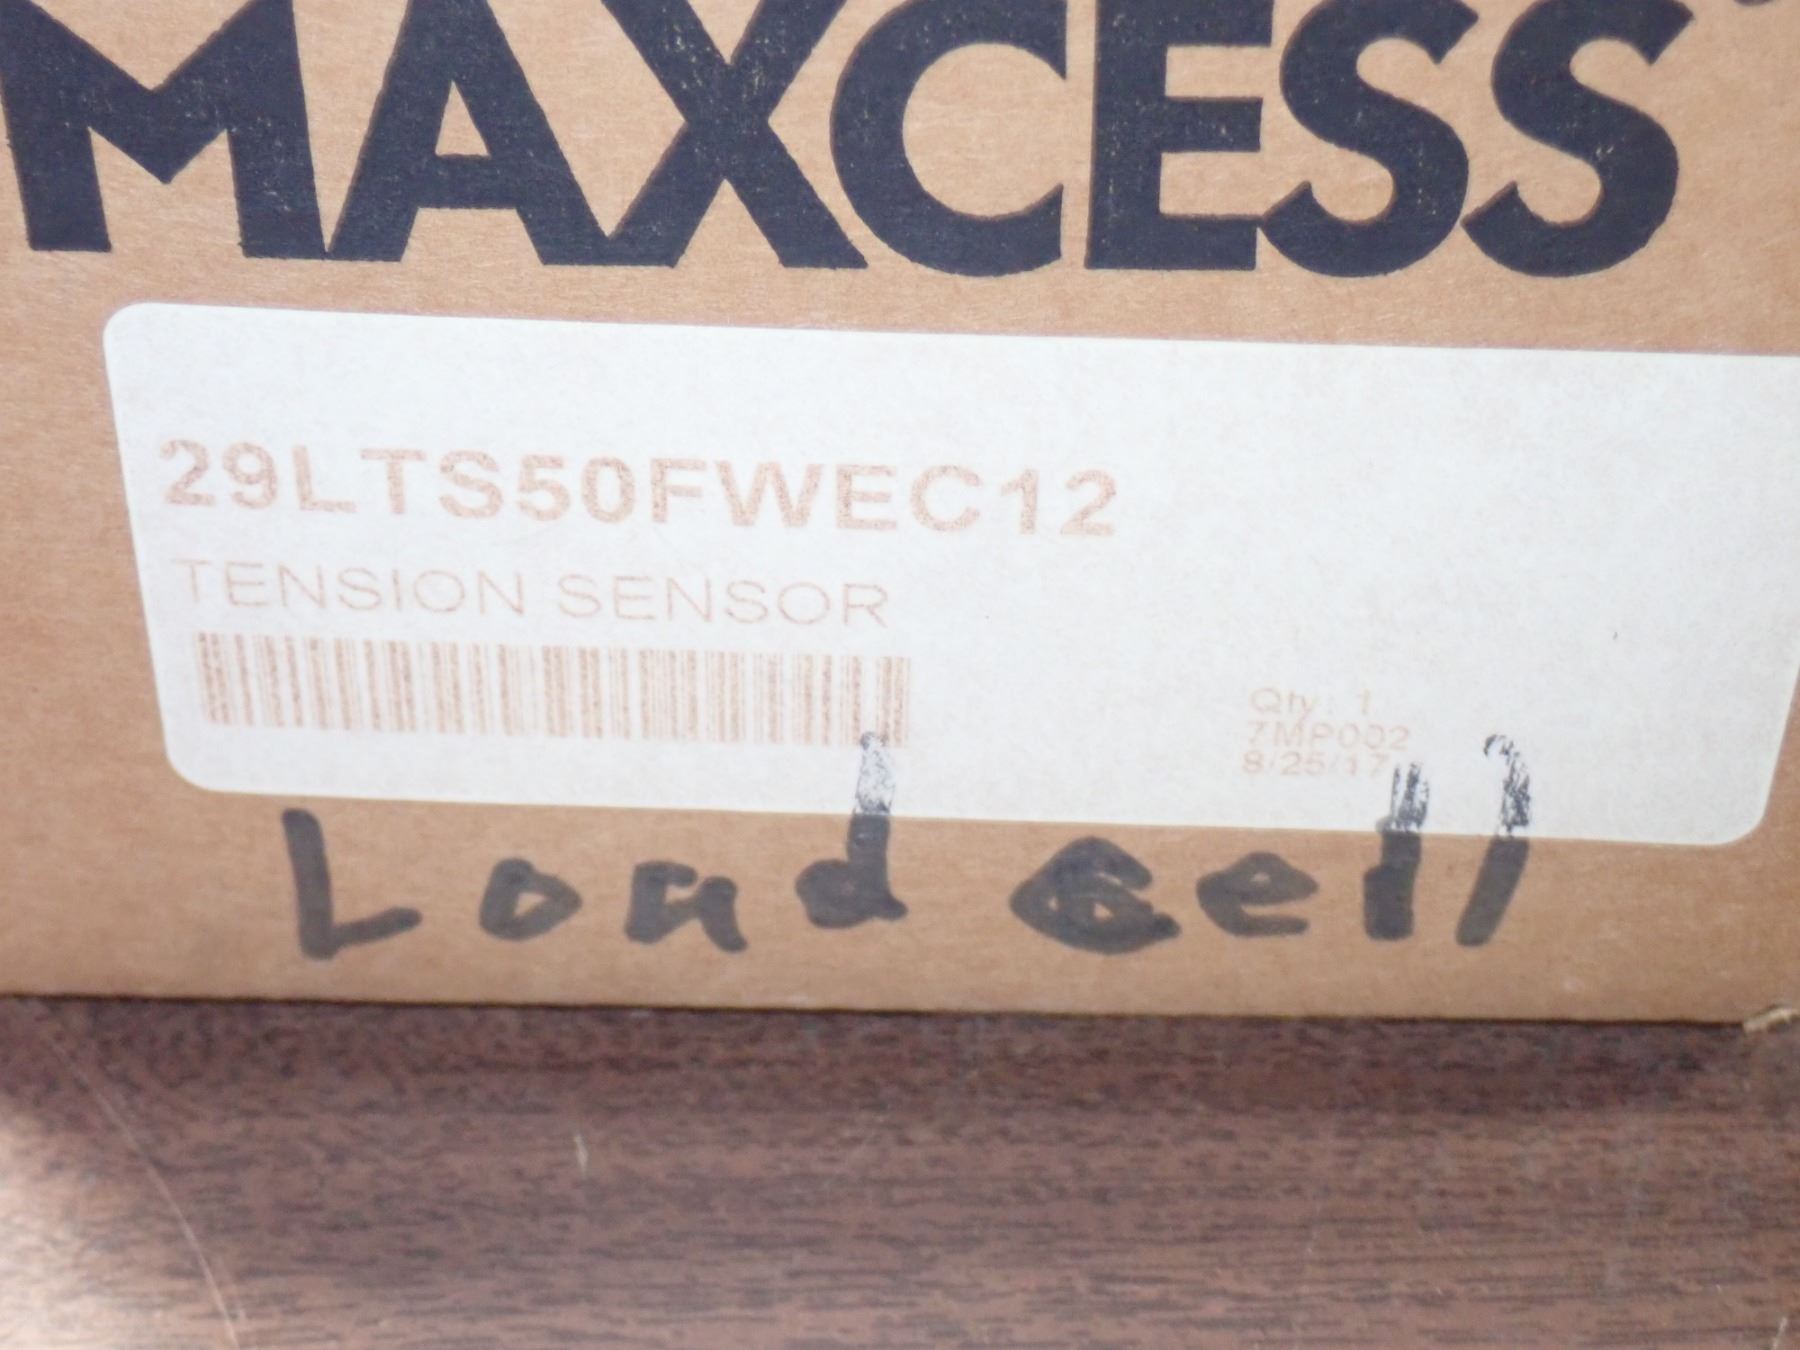 MAXCESS
29LTS50FWEC12
TENSION SENSOR
Qty: 1
7MP002
8/25/17
Load cell